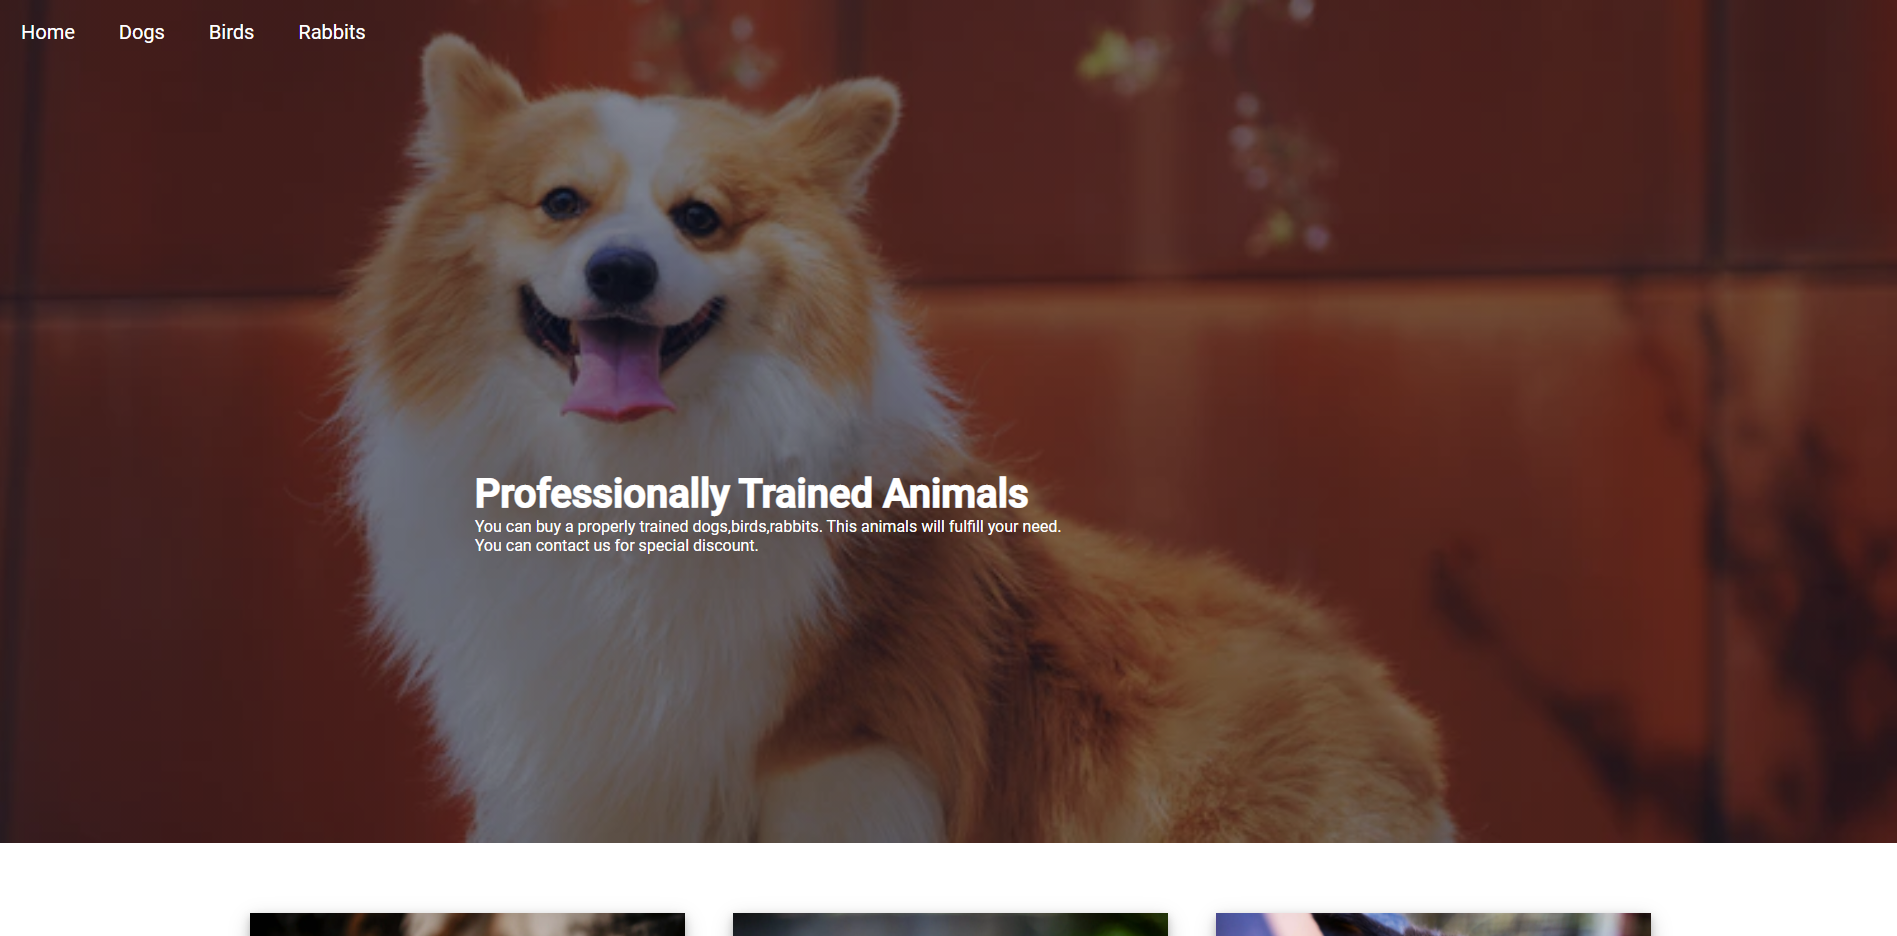 Home Dogs Birds Rabbits
Professionally Trained Animals
You can buy a properly trained dogs,birds,rabbits. This animals will fulfill your need.
You can contact us for special discount.